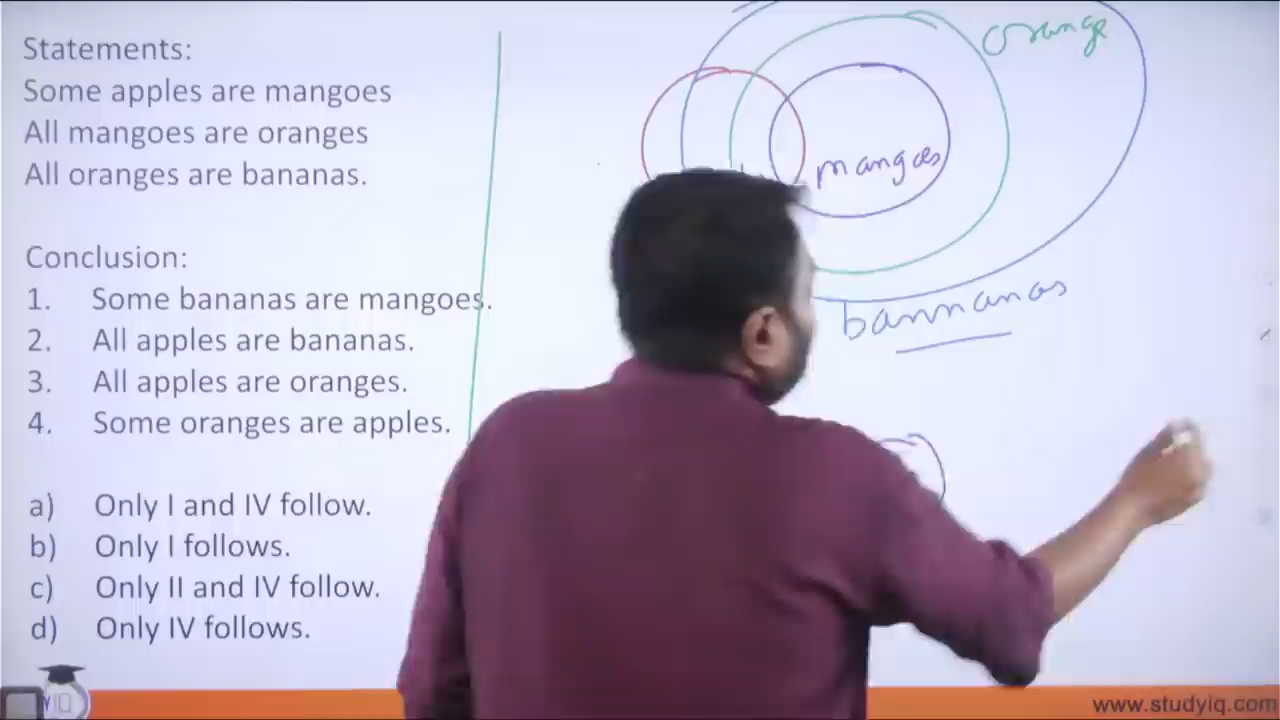 Statements:
Some apples are mangoes
All mangoes are oranges
All oranges are bananas.
Conclusion:
1. Some bananas are mangoes.
2. All apples are bananas.
3. All apples are oranges.
4. Some oranges are apples.
a) Only I and IV follow.
b) Only I follows.
c) Only II and IV follow.
d) Only IV follows.
orange
mangoes
bannanas
IQ
www.studyiq.com